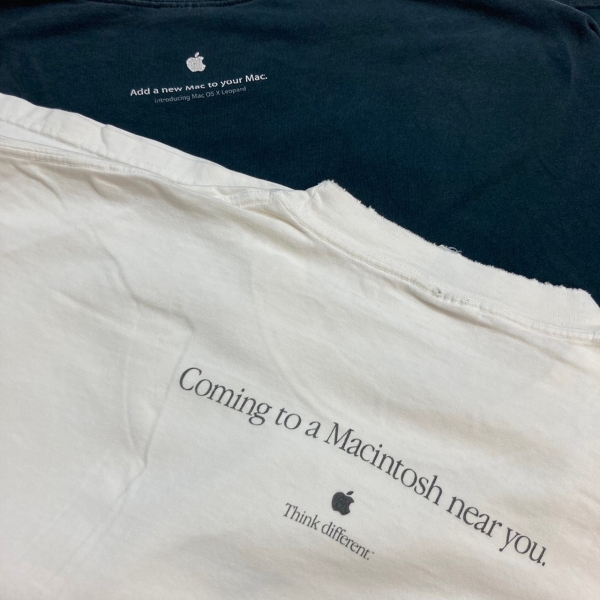 Add a new Mac to your Mac.
Introducing Mac OS X Leopard
Coming to a Macintosh near you.
Think different.